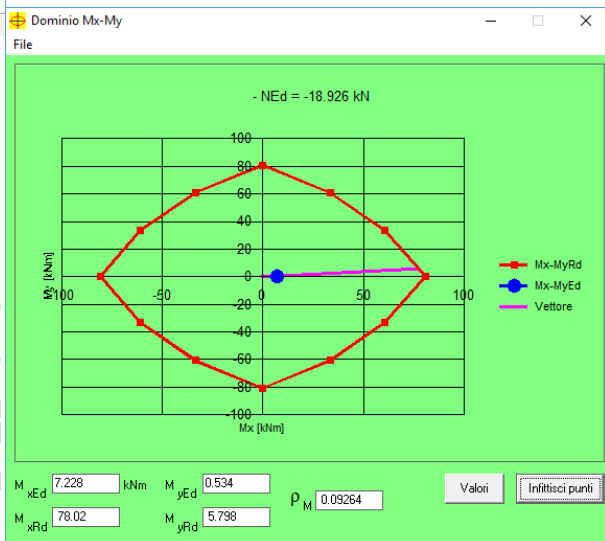 Dominio Mx-My
File
- NEd = -18.926 kN
100
80
60
40
20
0
-20
-40
-60
-80
-100
-100 -50 0 50 100
My [kNm]
Mx [kNm]
Mx-MyRd
Mx-MyEd
Vettore
M xEd 7.228 kNm M yEd 0.534
ρ M 0.09264
M xRd 78.02 M yRd 5.798
Valori Infittisci punti